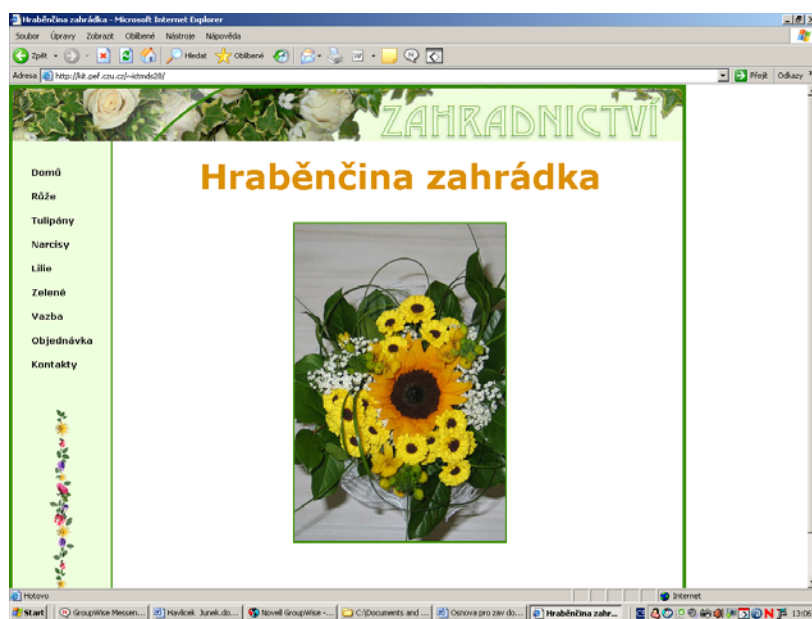 Hraběnčina zahrádka - Microsoft Internet Explorer
Soubor Úpravy Zobrazit Oblíbené Nástroje Nápověda
Zpět Hledat Oblíbené
Adresa http://kit.pef.czu.cz/~ictmds28/ Přejít Odkazy
ZAHRADNICTVÍ
Hraběnčina zahrádka
Domů
Růže
Tulipány
Narcisy
Lilie
Zelené
Vazba
Objednávka
Kontakty
Hotovo Internet
Start GroupWise Messen... Havlicek Junek.do... Novell GroupWise -... C:\Documents and ... Osnova pro zav do... Hraběnčina zahr... 13:06